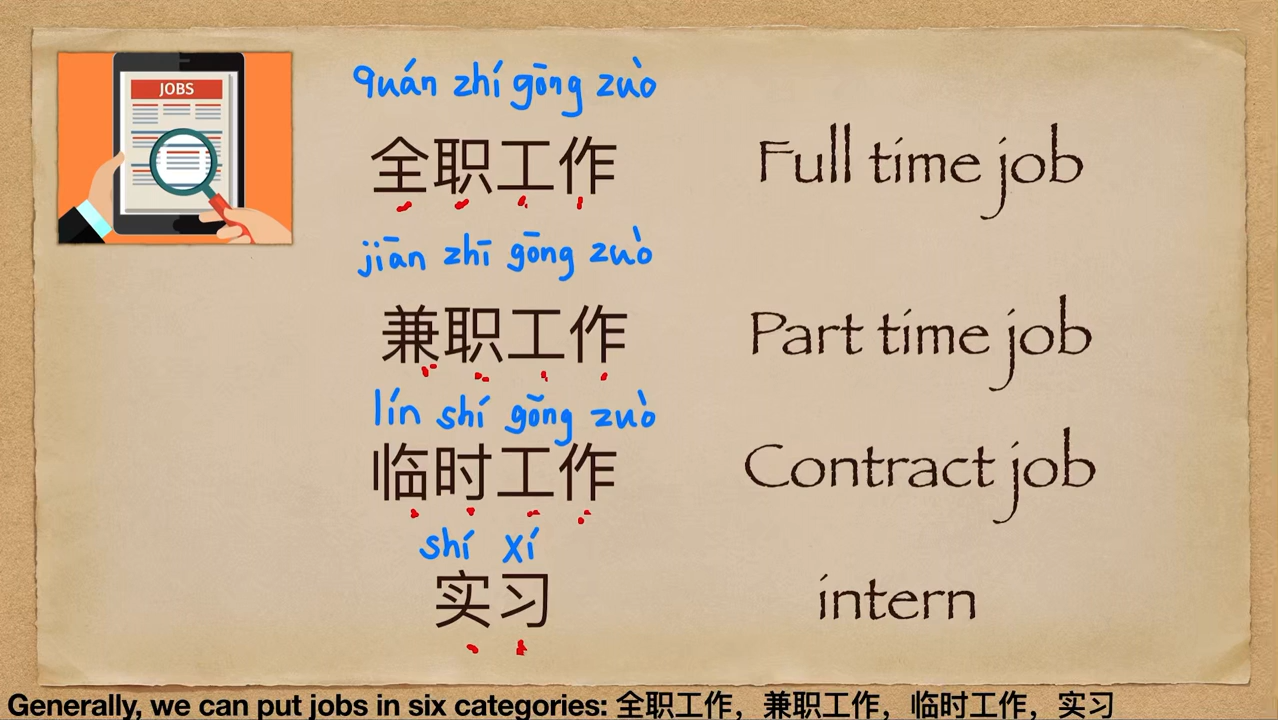 JOBS
quán zhí gōng zuò
全职工作
Full time job
jiān zhī gōng zuò
兼职工作
Part time job
lín shí gōng zuò
临时工作
Contract job
shí xí
实习
intern
Generally, we can put jobs in six categories: 全职工作，兼职工作，临时工作，实习